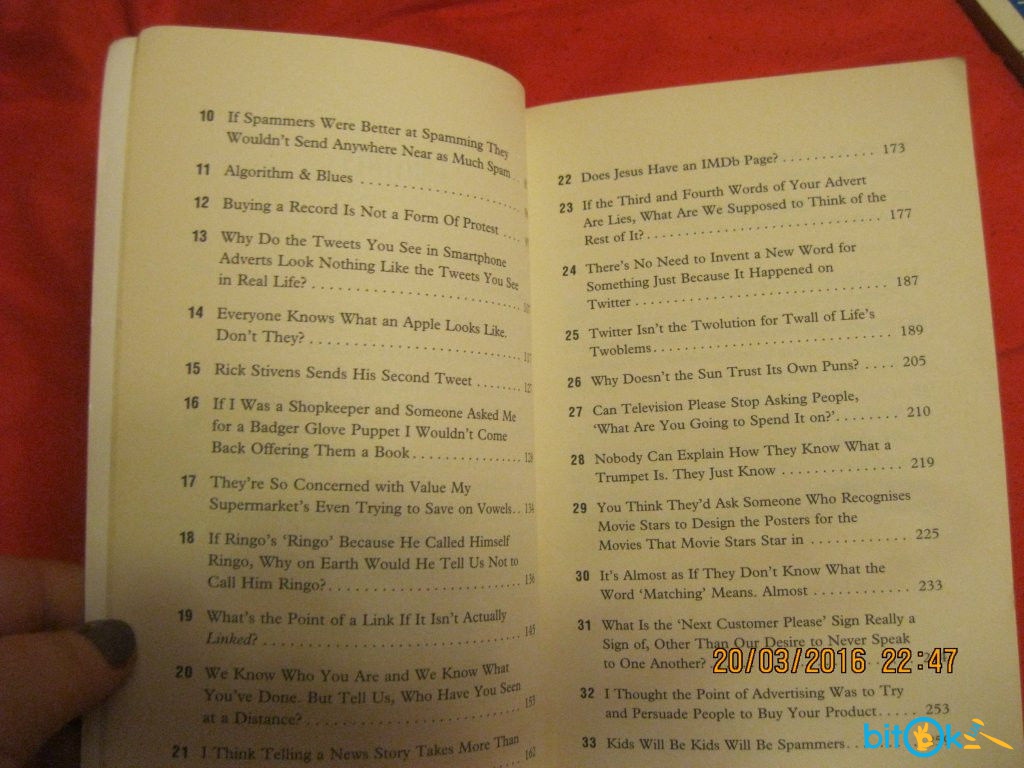 10 If Spammers Were Better at Spamming They
Wouldn't Send Anywhere Near as Much Spam..
11 Algorithm & Blues ....................
12 Buying a Record Is Not a Form Of Protest ....
13 Why Do the Tweets You See in Smartphone
Adverts Look Nothing Like the Tweets You See
in Real Life? ........................
14 Everyone Knows What an Apple Looks Like.
Don't They? ........................ 117
15 Rick Stivens Sends His Second Tweet ........
16 If I Was a Shopkeeper and Someone Asked Me
for a Badger Glove Puppet I Wouldn't Come
Back Offering Them a Book ............
17 They're So Concerned with Value My
Supermarket's Even Trying to Save on Vowels.. 134
18 If Ringo's 'Ringo' Because He Called Himself
Ringo, Why on Earth Would He Tell Us Not to
Call Him Ringo? ..................... 136
19 What's the Point of a Link If It Isn't Actually
Linked? ............................ 145
20 We Know Who You Are and We Know What
You've Done. But Tell Us, Who Have You Seen
at a Distance? ........................ 153
21 I Think Telling a News Story Takes More Than
162
22 Does Jesus Have an IMDb Page? ............ 173
23 If the Third and Fourth Words of Your Advert
Are Lies, What Are We Supposed to Think of the
Rest of It? .......................... 177
24 There's No Need to Invent a New Word for
Something Just Because It Happened on
Twitter ............................ 187
25 Twitter Isn't the Twolution for Twall of Life's
Twoblems .......................... 189
26 Why Doesn't the Sun Trust Its Own Puns? .... 205
27 Can Television Please Stop Asking People,
'What Are You Going to Spend It on?' ........ 210
28 Nobody Can Explain How They Know What a
Trumpet Is. They Just Know .............. 219
29 You Think They'd Ask Someone Who Recognises
Movie Stars to Design the Posters for the
Movies That Movie Stars Star in ............ 225
30 It's Almost as If They Don't Know What the
Word 'Matching' Means. Almost ............ 233
31 What Is the 'Next Customer Please' Sign Really a
Sign of, Other Than Our Desire to Never Speak
to One Another?
20/03/2016 22:47
32 I Thought the Point of Advertising Was to Try
and Persuade People to Buy Your Product ..... 253
33 Kids Will Be Kids Will Be Spammers..
bitOk